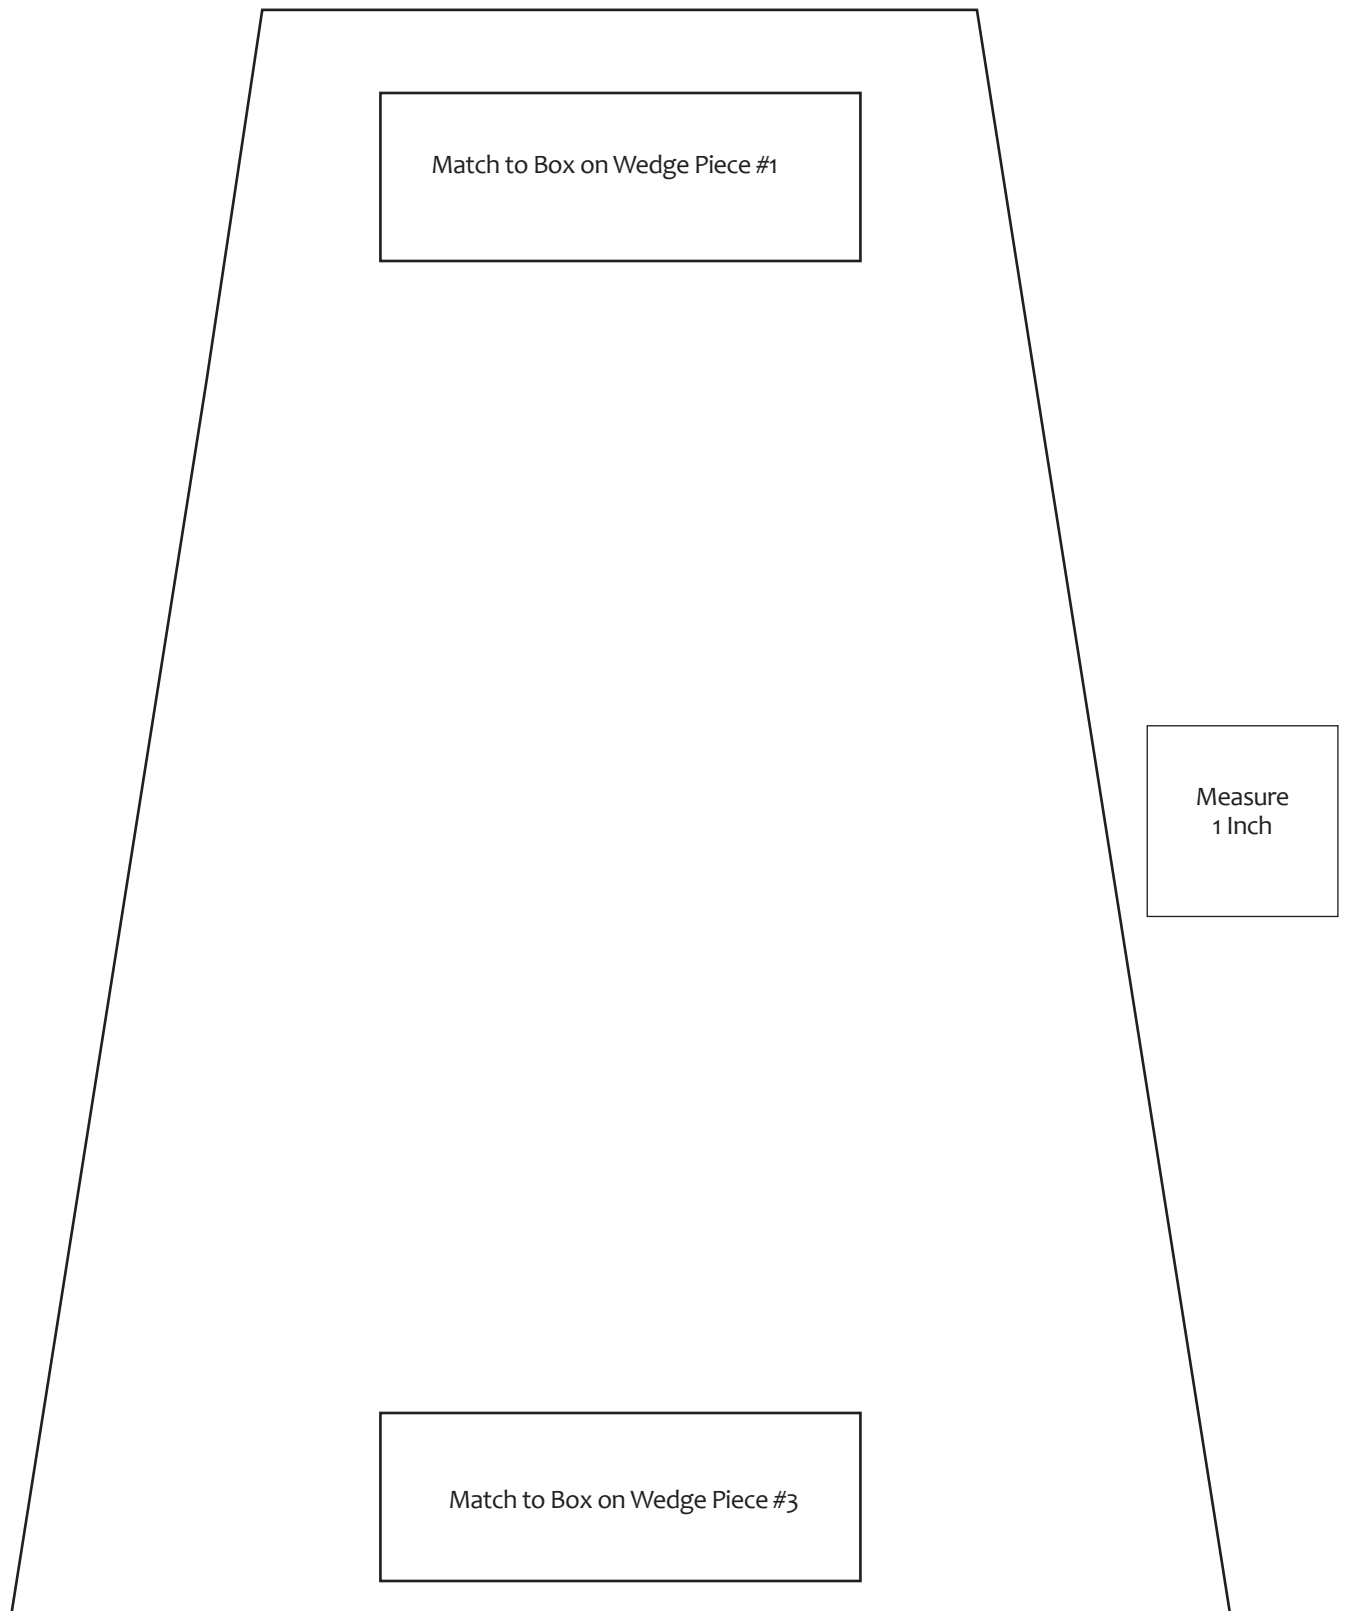 Match to Box on Wedge Piece #1
Measure
1 Inch
Match to Box on Wedge Piece #3